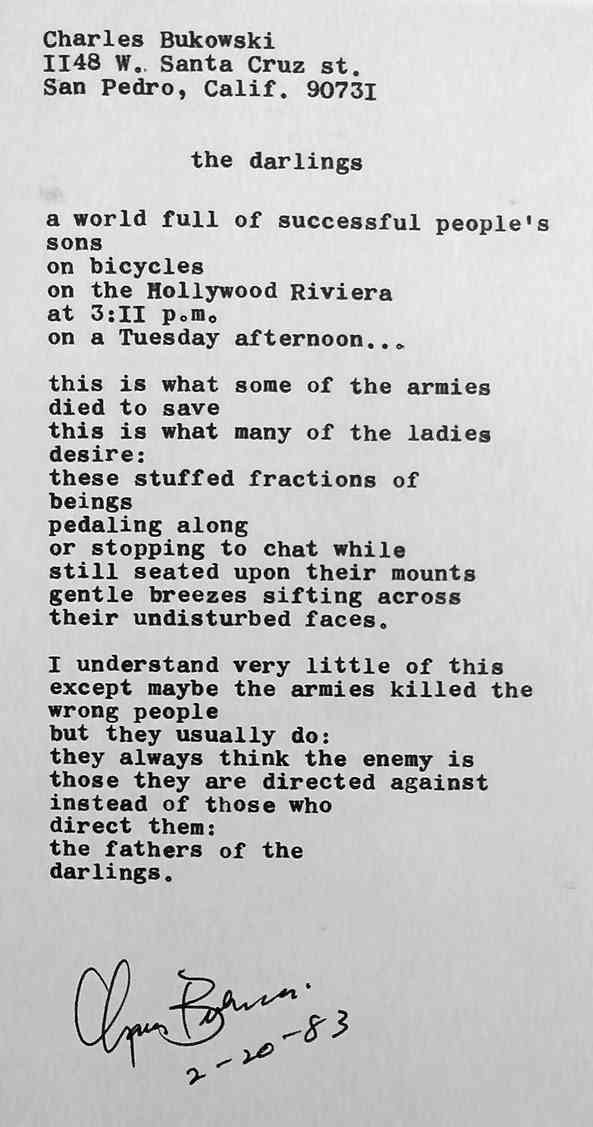 Charles Bukowski
II48 W. Santa Cruz st.
San Pedro, Calif. 9073I
the darlings
a world full of successful people's
sons
on bicycles
on the Hollywood Riviera
at 3:II p.m.
on a Tuesday afternoon...
this is what some of the armies
died to save
this is what many of the ladies
desire:
these stuffed fractions of
beings
pedaling along
or stopping to chat while
still seated upon their mounts
gentle breezes sifting across
their undisturbed faces.
I understand very little of this
except maybe the armies killed the
wrong people
but they usually do:
they always think the enemy is
those they are directed against
instead of those who
direct them:
the fathers of the
darlings.
Charles Bukowski
2-20-83